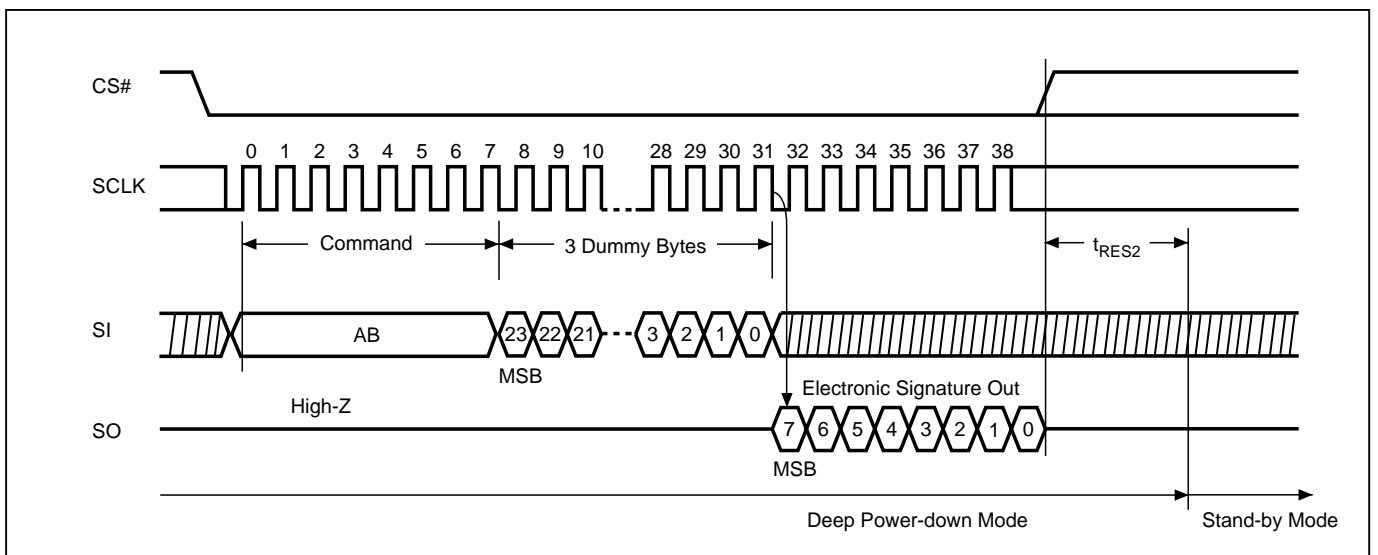 CS#
0 1 2 3 4 5 6 7 8 9 10 28 29 30 31 32 33 34 35 36 37 38
SCLK
Command 3 Dummy Bytes tRES2
SI AB 23 22 21 3 2 1 0
MSB
High-Z Electronic Signature Out
SO 7 6 5 4 3 2 1 0
MSB
Deep Power-down Mode Stand-by Mode